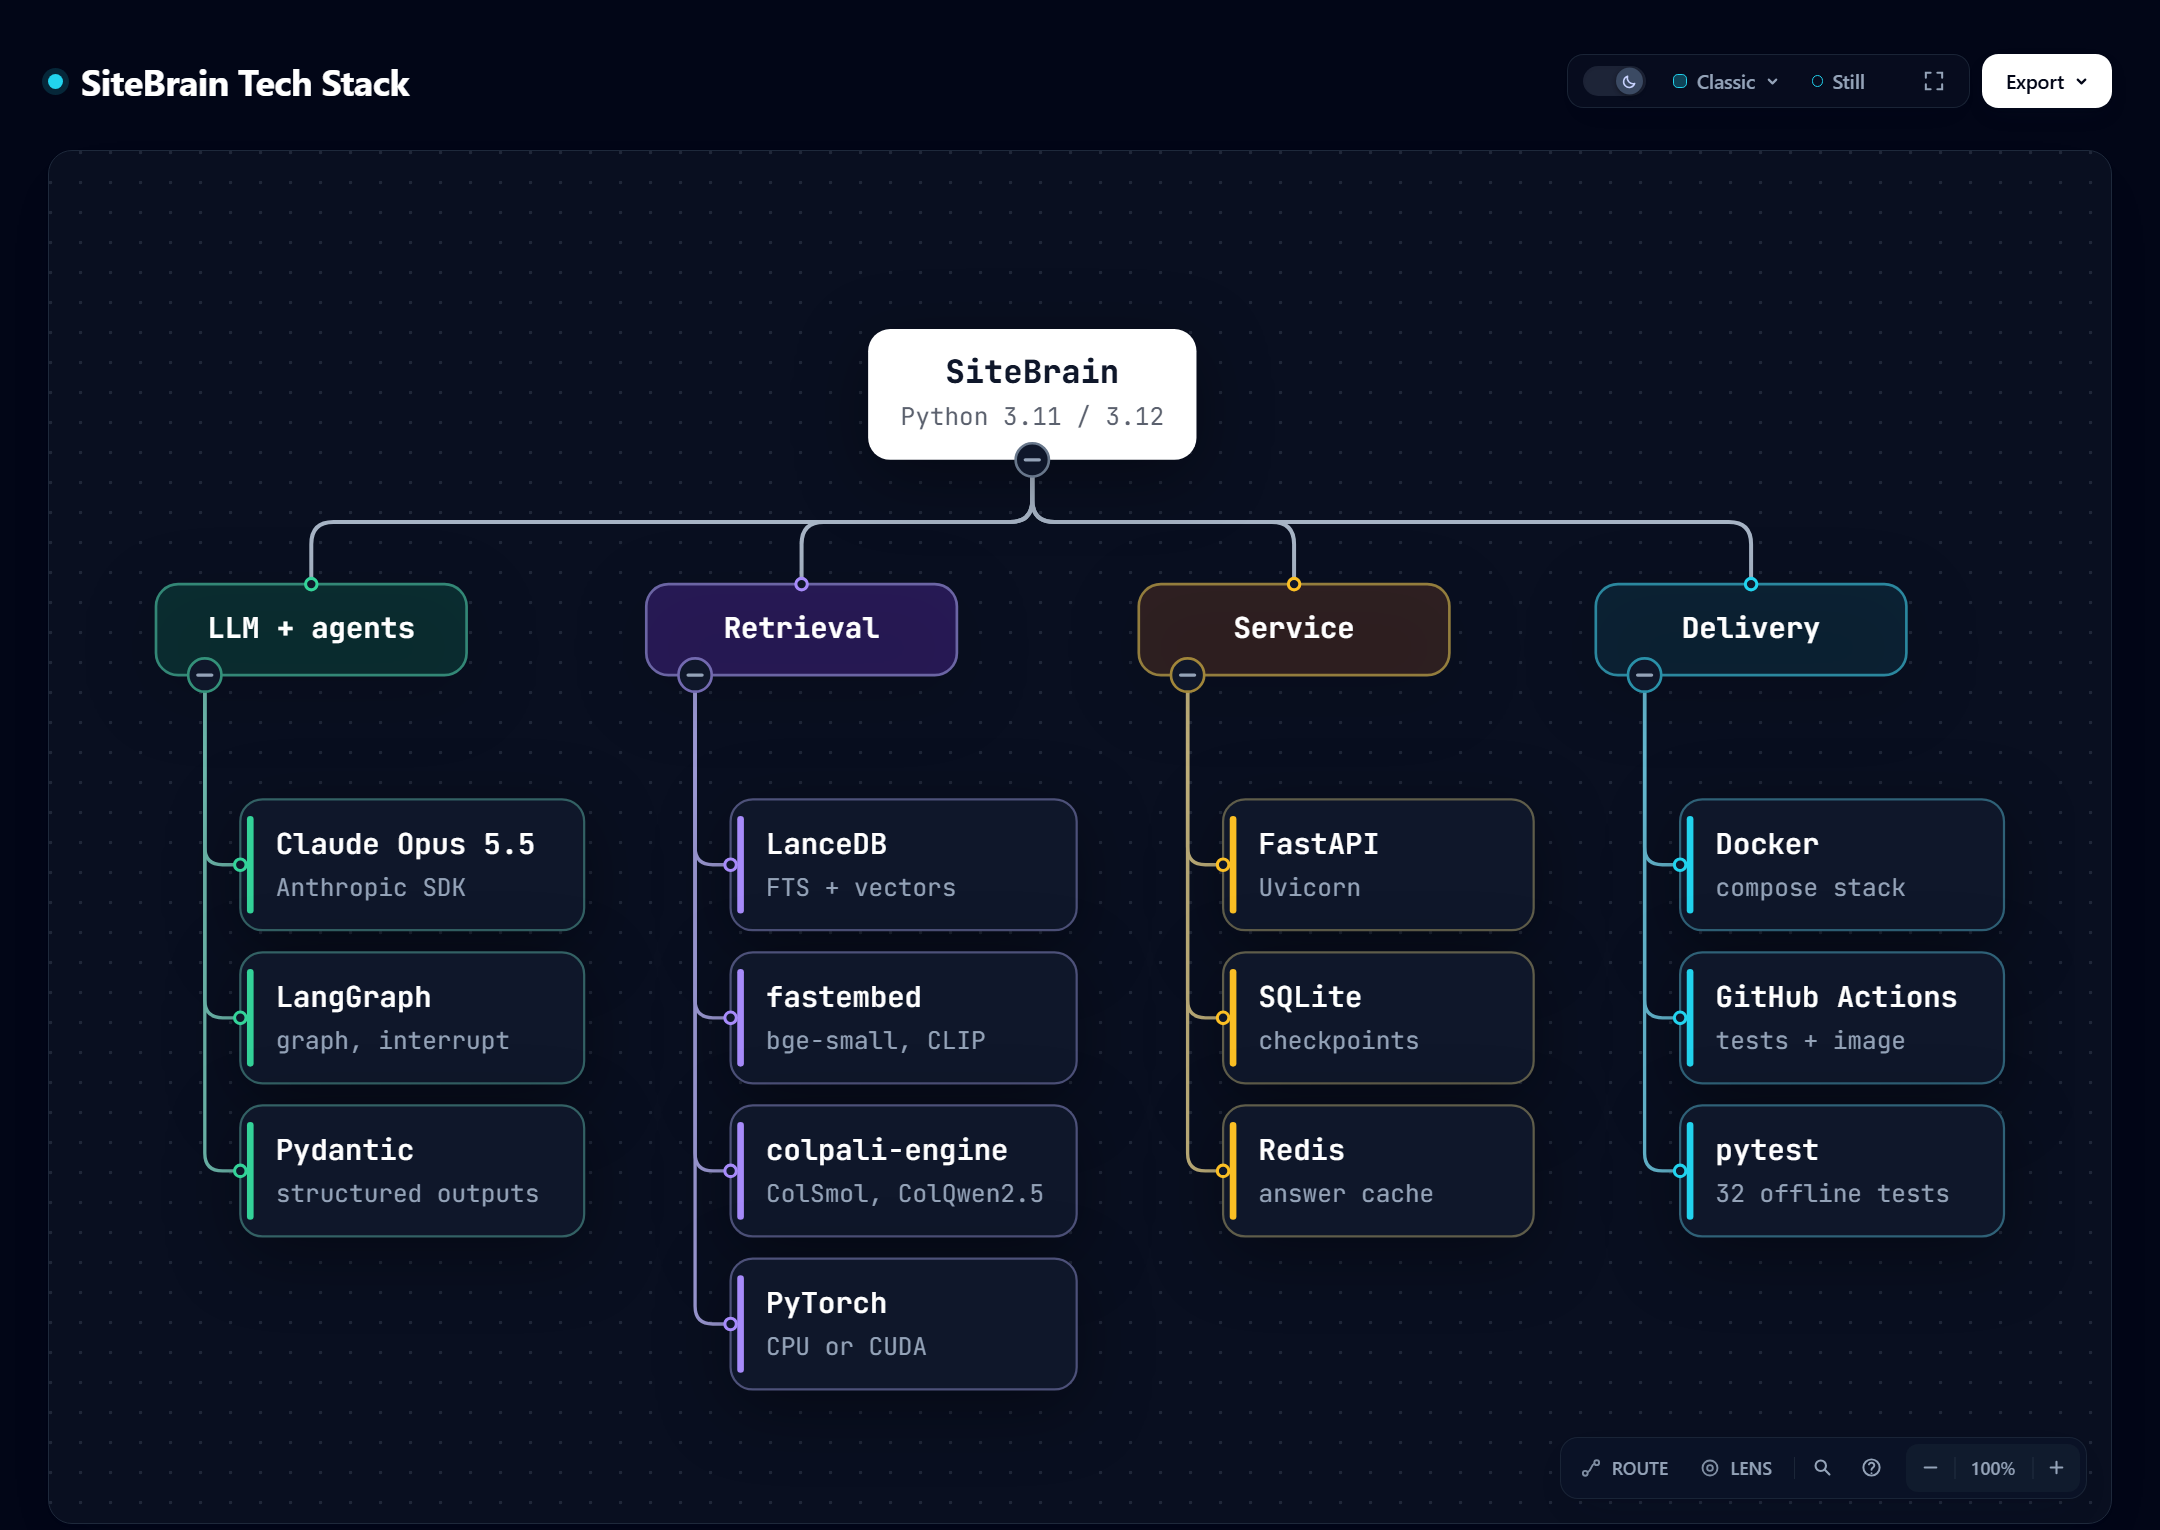 SiteBrain Tech Stack
Classic
Still
Export
SiteBrain
Python 3.11 / 3.12
LLM + agents
Retrieval
Service
Delivery
Claude Opus 5.5
Anthropic SDK
LangGraph
graph, interrupt
Pydantic
structured outputs
LanceDB
FTS + vectors
fastembed
bge-small, CLIP
colpali-engine
ColSmol, ColQwen2.5
PyTorch
CPU or CUDA
FastAPI
Uvicorn
SQLite
checkpoints
Redis
answer cache
Docker
compose stack
GitHub Actions
tests + image
pytest
32 offline tests
ROUTE
LENS
100%